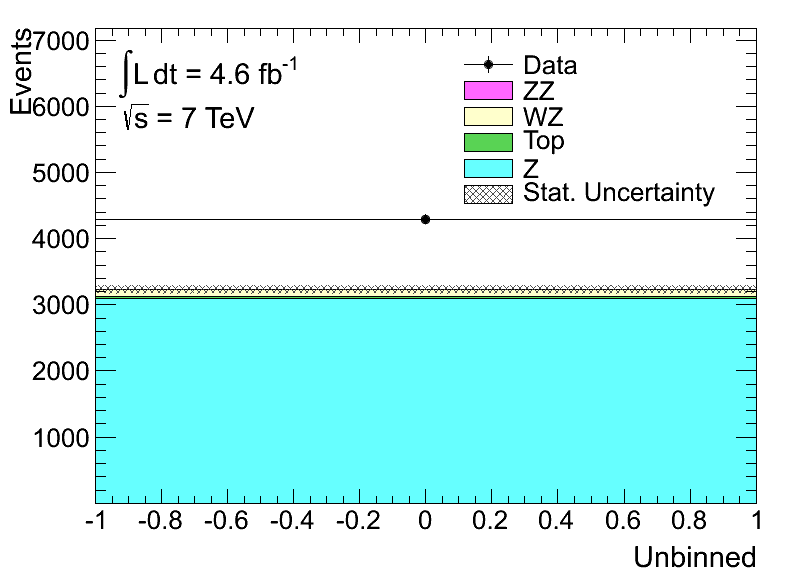 Events
7000
6000
5000
4000
3000
2000
1000
∫L dt = 4.6 fb⁻¹
√s = 7 TeV
Data
ZZ
WZ
Top
Z
Stat. Uncertainty
-1 -0.8 -0.6 -0.4 -0.2 0 0.2 0.4 0.6 0.8 1
Unbinned